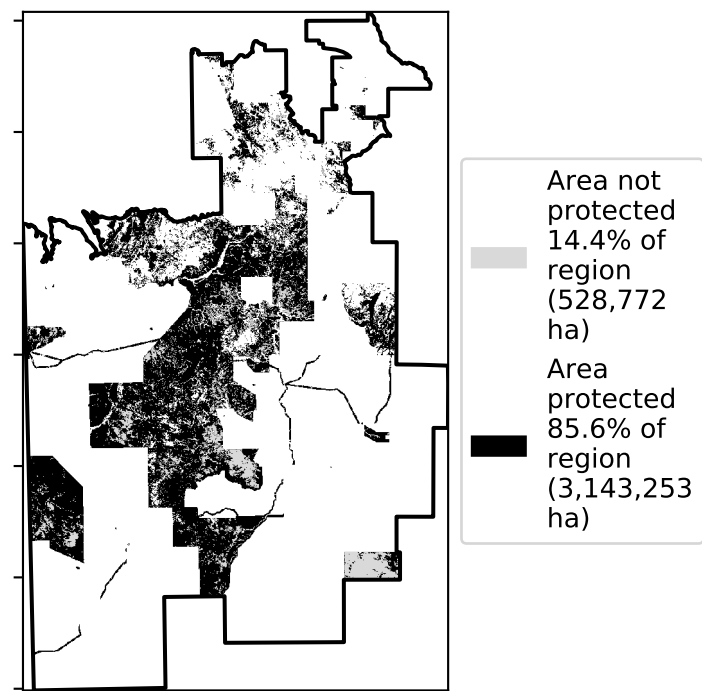 Area not
protected
14.4% of
region
(528,772
ha)
Area
protected
85.6% of
region
(3,143,253
ha)